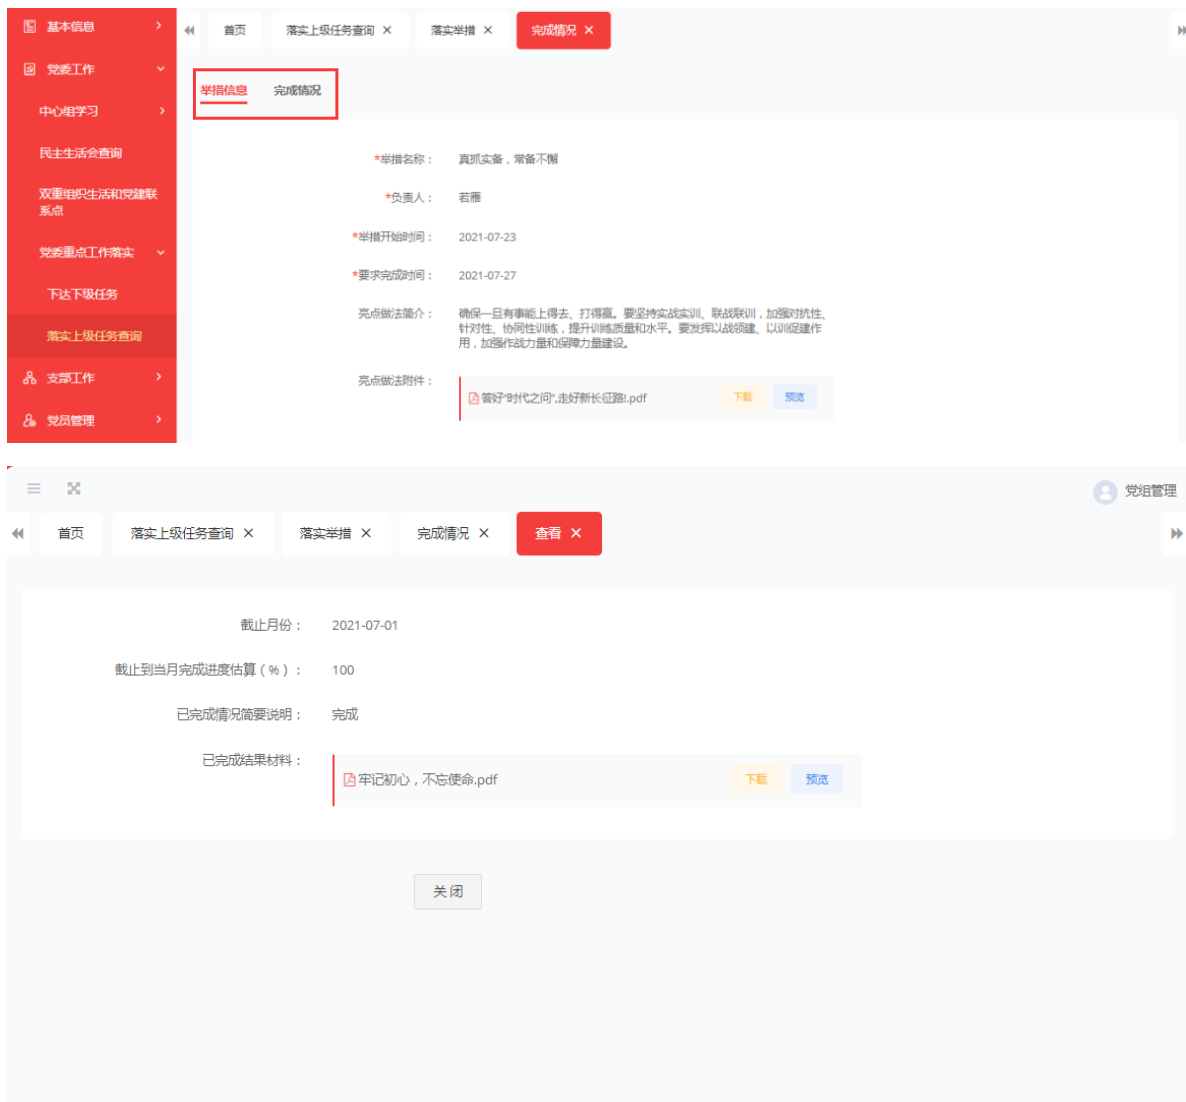 基本信息
党委工作
中心组学习
民主生活会查询
双重组织生活和党建联
系点
党委重点工作落实
下达下级任务
落实上级任务查询
支部工作
党员管理
首页
落实上级任务查询 ×
落实举措 ×
完成情况 ×
举措信息
完成情况
*举措名称： 真抓实备，常备不懈
*负责人： 若雁
*举措开始时间： 2021-07-23
*要求完成时间： 2021-07-27
亮点做法简介： 确保一旦有事能上得去、打得赢。要坚持实战实训、联战联训，加强对抗性、
针对性、协同性训练，提升训练质量和水平。要发挥以战领建、以训促建作
用，加强作战力量和保障力量建设。
亮点做法附件： 答好"时代之问",走好新长征路!.pdf 下载 预览
党组管理
首页
落实上级任务查询 ×
落实举措 ×
完成情况 ×
查看 ×
截止月份： 2021-07-01
截止到当月完成进度估算（%）： 100
已完成情况简要说明： 完成
已完成结果材料： 牢记初心，不忘使命.pdf 下载 预览
关闭